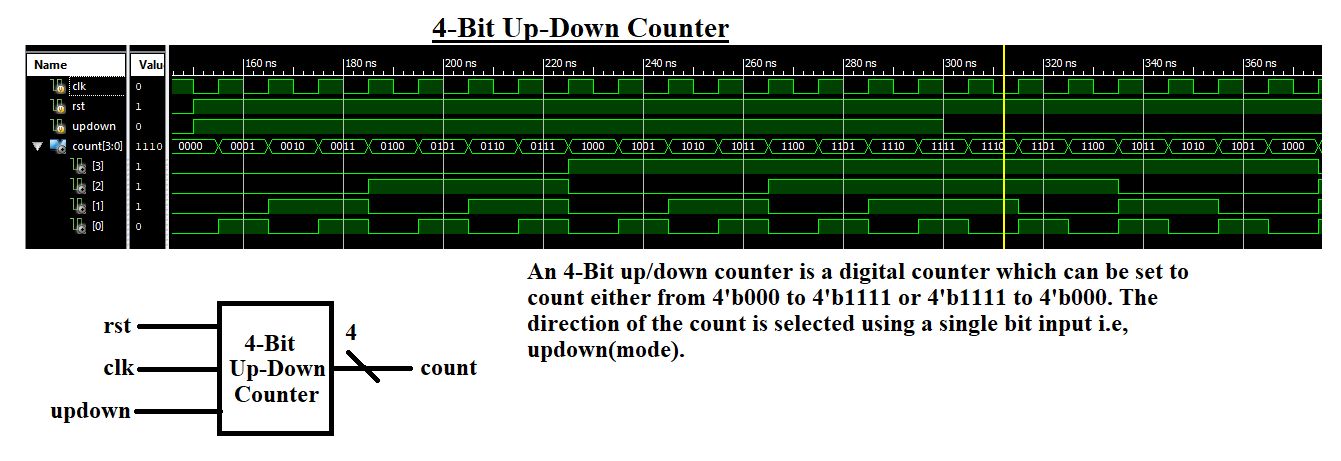 4-Bit Up-Down Counter
Name Valu 160 ns 180 ns 200 ns 220 ns 240 ns 260 ns 280 ns 300 ns 320 ns 340 ns 360 ns
clk 0
rst 1
updown 0
count[3:0] 1110 0000 0001 0010 0011 0100 0101 0110 0111 1000 1001 1010 1011 1100 1101 1110 1111 1110 1101 1100 1011 1010 1001 1000
[3] 1
[2] 1
[1] 1
[0] 0
An 4-Bit up/down counter is a digital counter which can be set to
count either from 4'b000 to 4'b1111 or 4'b1111 to 4'b000. The
direction of the count is selected using a single bit input i.e,
updown(mode).
rst
clk
updown
4-Bit
Up-Down
Counter
4
count